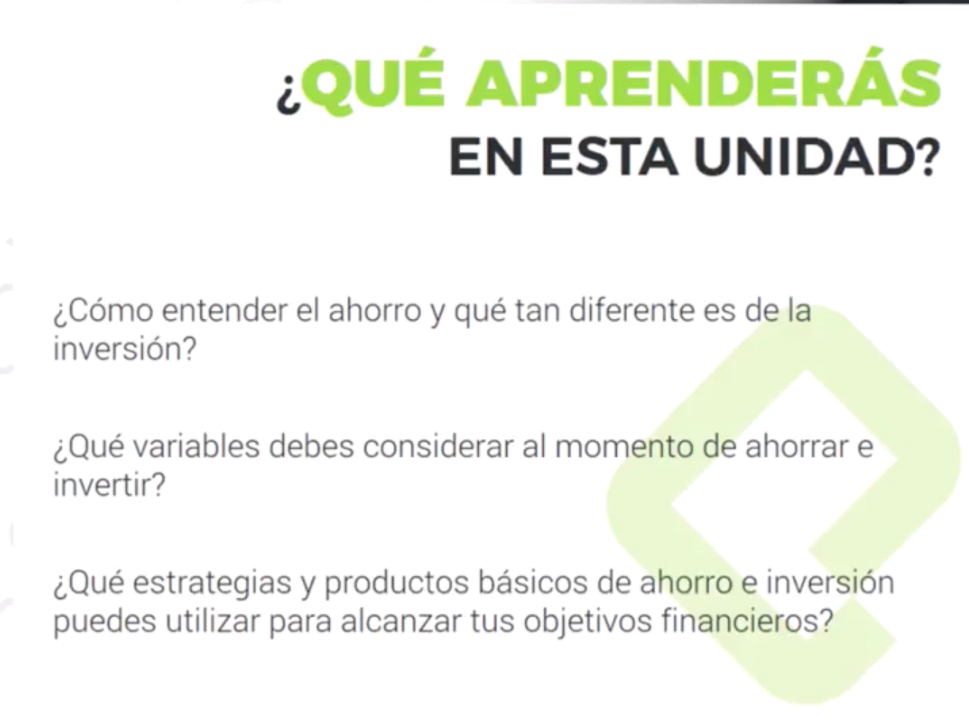 ¿QUÉ APRENDERÁS
EN ESTA UNIDAD?
¿Cómo entender el ahorro y qué tan diferente es de la
inversión?
¿Qué variables debes considerar al momento de ahorrar e
invertir?
¿Qué estrategias y productos básicos de ahorro e inversión
puedes utilizar para alcanzar tus objetivos financieros?